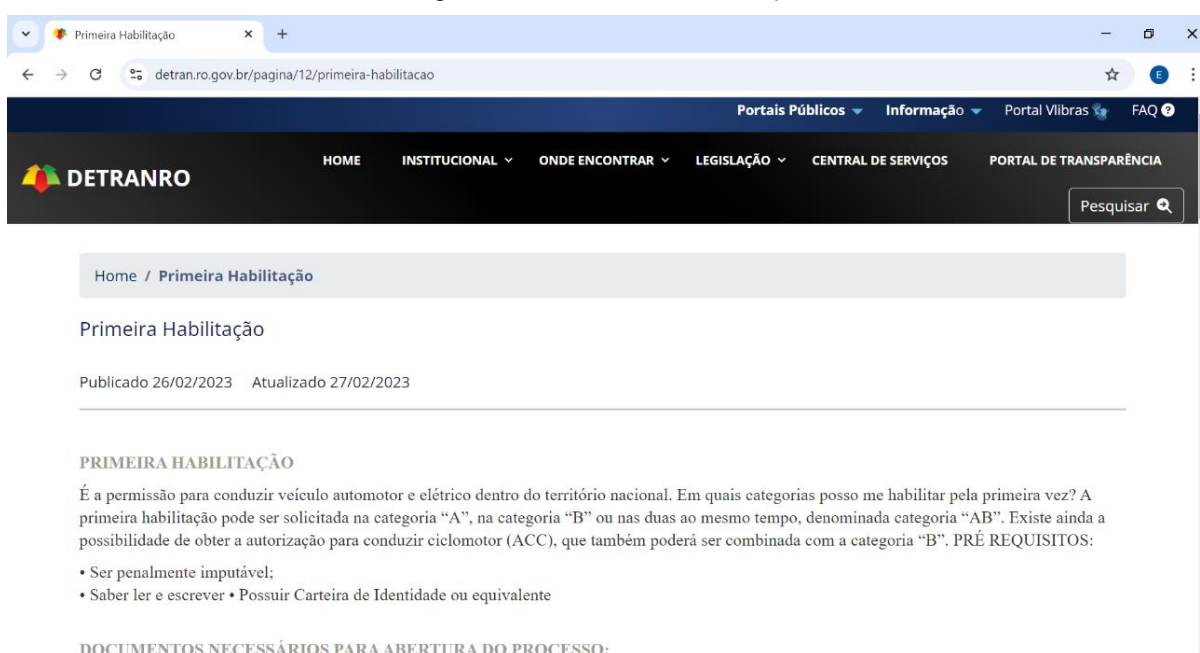 Primeira Habilitação
detran.ro.gov.br/pagina/12/primeira-habilitacao
E
Portais Públicos Informação Portal Vlibras FAQ
DETRANRO
HOME INSTITUCIONAL ONDE ENCONTRAR LEGISLAÇÃO CENTRAL DE SERVIÇOS PORTAL DE TRANSPARÊNCIA
Pesquisar
Home / Primeira Habilitação
Primeira Habilitação
Publicado 26/02/2023 Atualizado 27/02/2023
PRIMEIRA HABILITAÇÃO
É a permissão para conduzir veículo automotor e elétrico dentro do território nacional. Em quais categorias posso me habilitar pela primeira vez? A
primeira habilitação pode ser solicitada na categoria “A”, na categoria “B” ou nas duas ao mesmo tempo, denominada categoria “AB”. Existe ainda a
possibilidade de obter a autorização para conduzir ciclomotor (ACC), que também poderá ser combinada com a categoria “B”. PRÉ REQUISITOS:
• Ser penalmente imputável;
• Saber ler e escrever • Possuir Carteira de Identidade ou equivalente
DOCUMENTOS NECESSÁRIOS PARA ABERTURA DO PROCESSO: